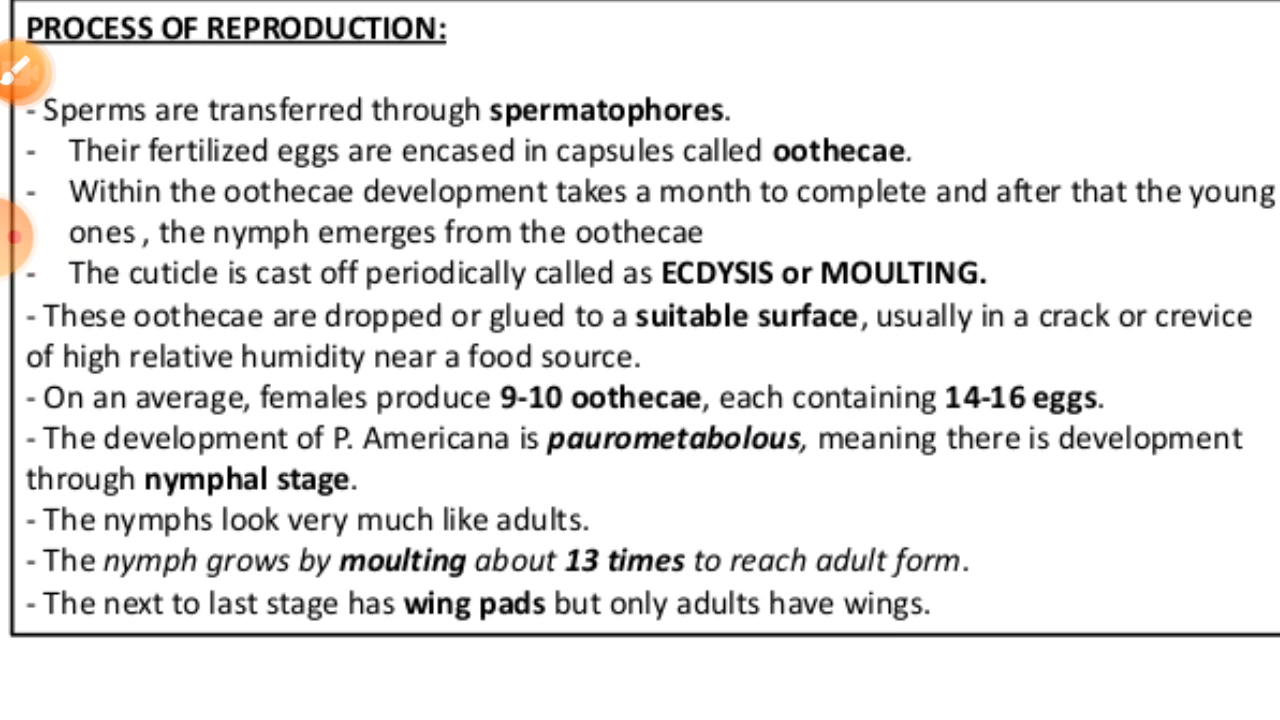 PROCESS OF REPRODUCTION:
- Sperms are transferred through spermatophores.
- Their fertilized eggs are encased in capsules called oothecae.
- Within the oothecae development takes a month to complete and after that the young
ones , the nymph emerges from the oothecae
- The cuticle is cast off periodically called as ECDYSIS or MOULTING.
- These oothecae are dropped or glued to a suitable surface, usually in a crack or crevice
of high relative humidity near a food source.
- On an average, females produce 9-10 oothecae, each containing 14-16 eggs.
- The development of P. Americana is paurometabolous, meaning there is development
through nymphal stage.
- The nymphs look very much like adults.
- The nymph grows by moulting about 13 times to reach adult form.
- The next to last stage has wing pads but only adults have wings.